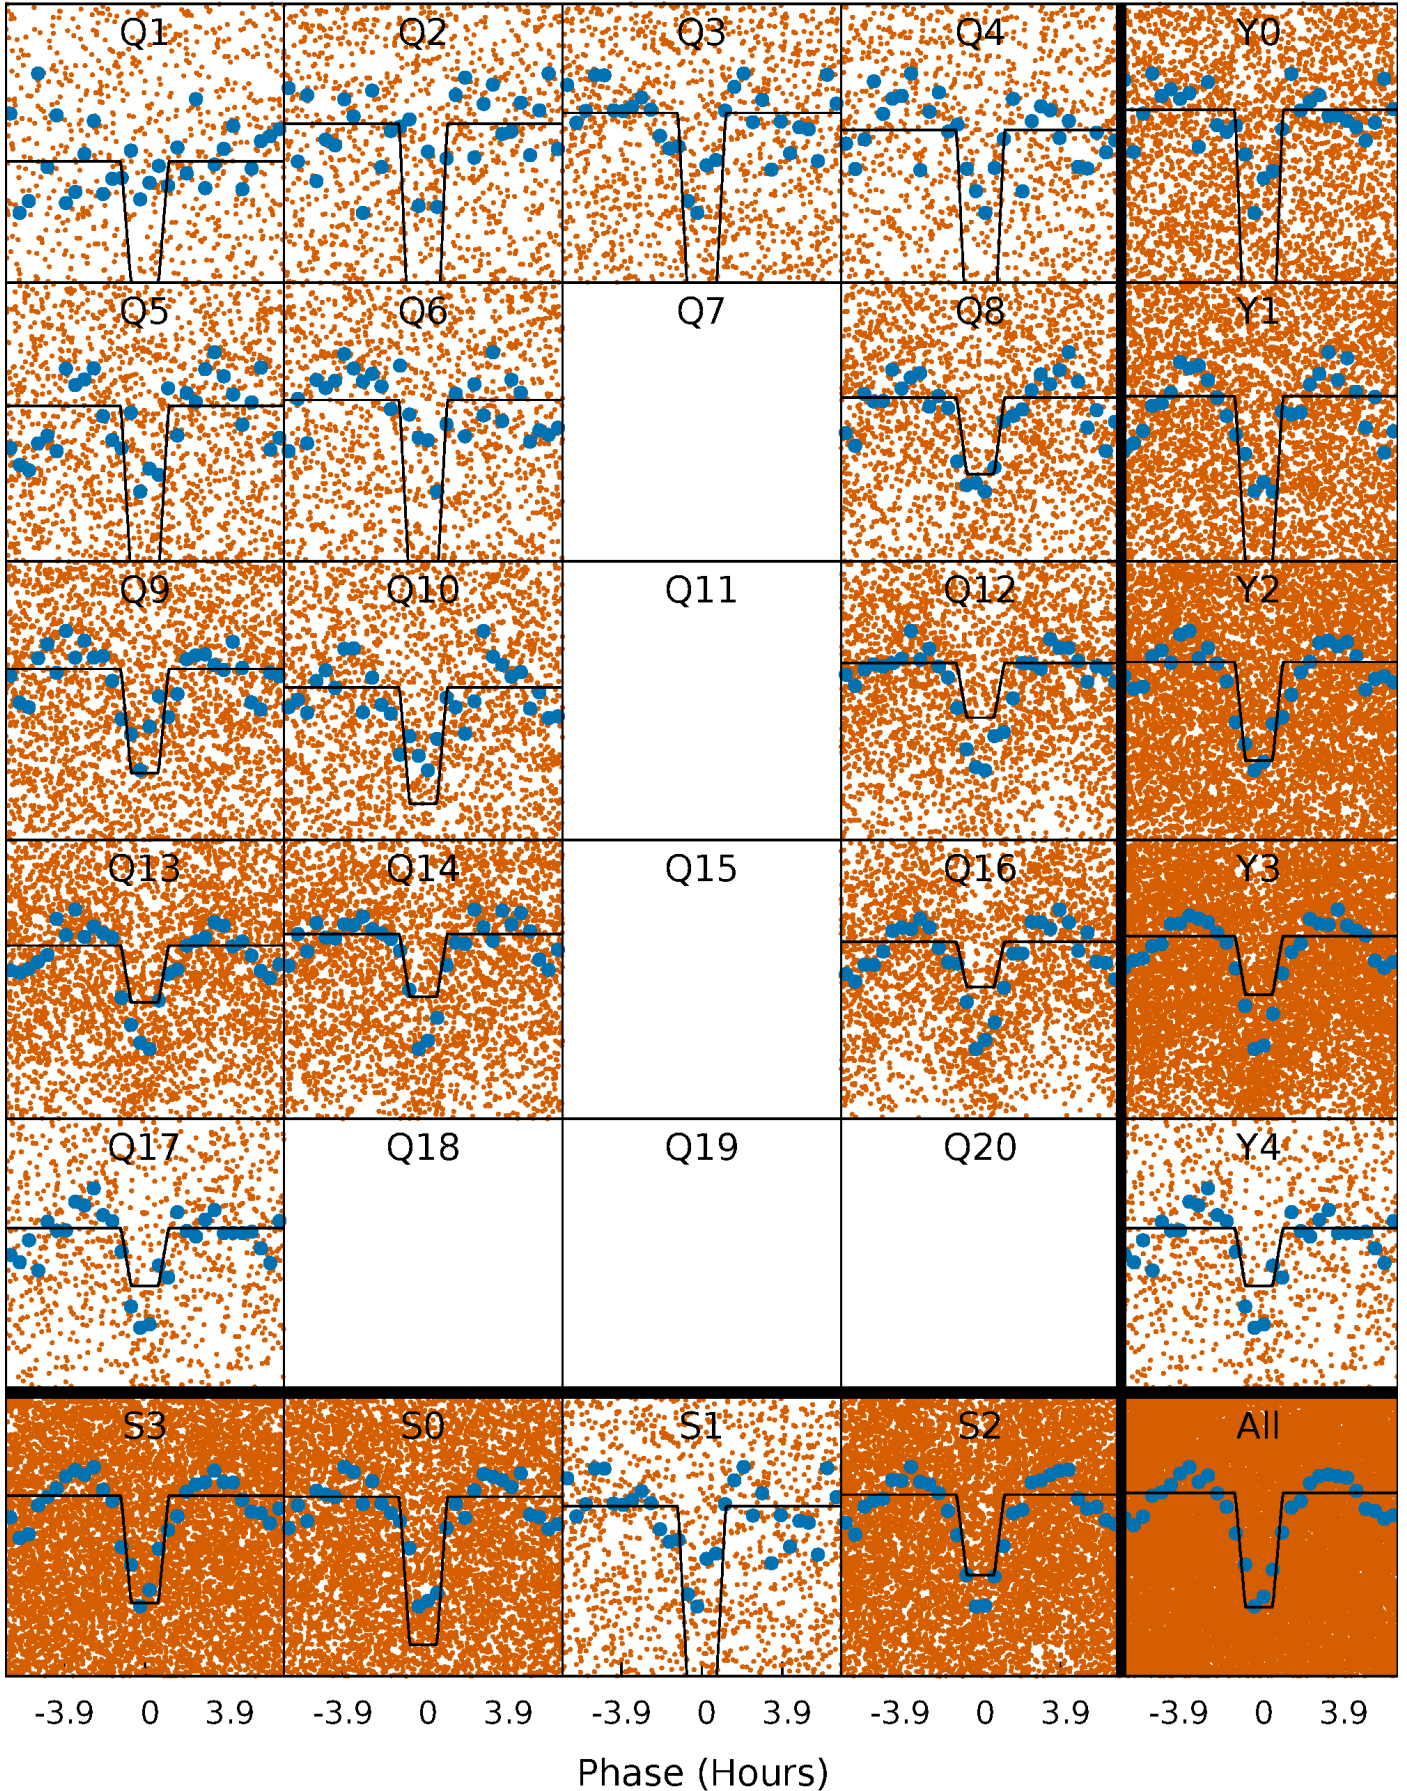 Q1 Q2 Q3 Q4 Y0
Q5 Q6 Q7 Q8 Y1
Q9 Q10 Q11 Q12 Y2
Q13 Q14 Q15 Q16 Y3
Q17 Q18 Q19 Q20 Y4
S3 S0 S1 S2 All
-3.9 0 3.9 -3.9 0 3.9 -3.9 0 3.9 -3.9 0 3.9 -3.9 0 3.9
Phase (Hours)